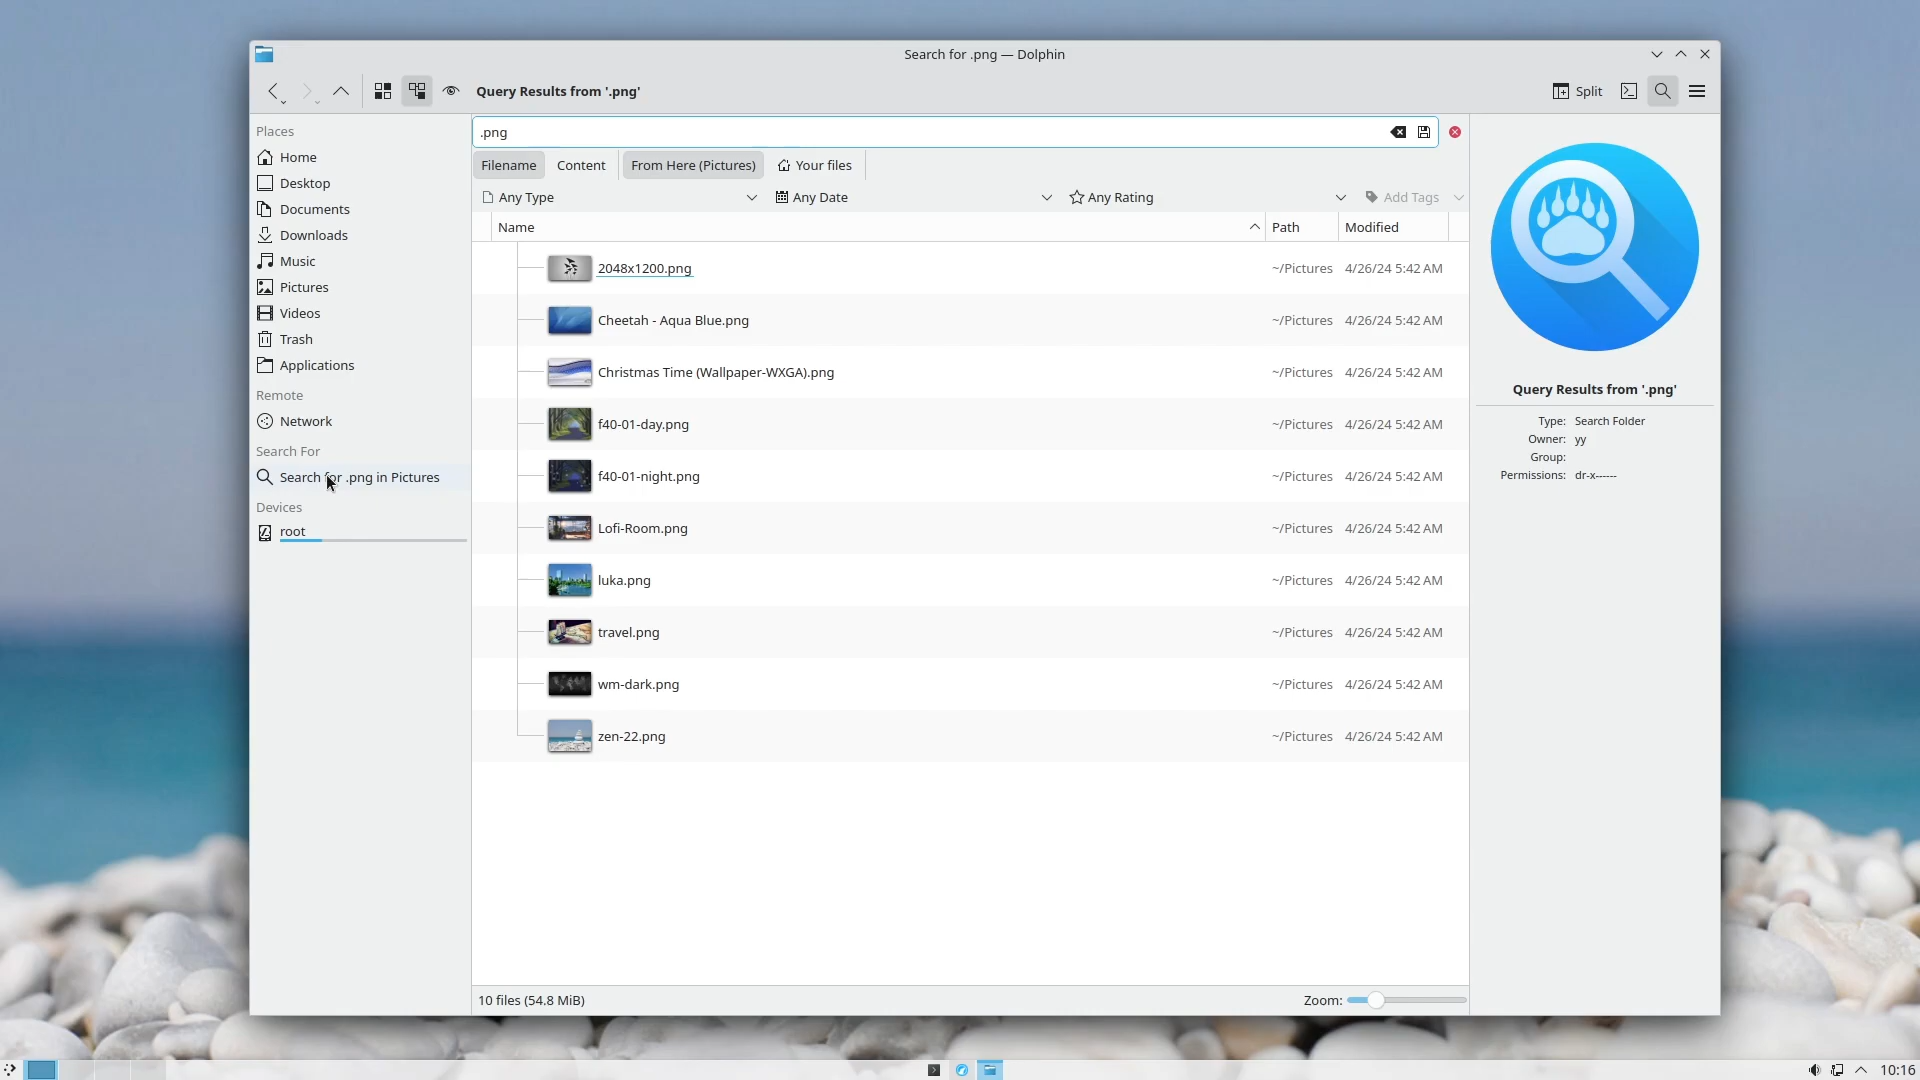 Search for .png — Dolphin
Query Results from '.png'
Split
Places
Home
Desktop
Documents
Downloads
Music
Pictures
Videos
Trash
Applications
Remote
Network
Search For
Search for .png in Pictures
Devices
root
.png
Filename Content From Here (Pictures) Your files
Any Type Any Date Any Rating Add Tags
Name Path Modified
2048x1200.png ~/Pictures 4/26/24 5:42 AM
Cheetah - Aqua Blue.png ~/Pictures 4/26/24 5:42 AM
Christmas Time (Wallpaper-WXGA).png ~/Pictures 4/26/24 5:42 AM
f40-01-day.png ~/Pictures 4/26/24 5:42 AM
f40-01-night.png ~/Pictures 4/26/24 5:42 AM
Lofi-Room.png ~/Pictures 4/26/24 5:42 AM
luka.png ~/Pictures 4/26/24 5:42 AM
travel.png ~/Pictures 4/26/24 5:42 AM
wm-dark.png ~/Pictures 4/26/24 5:42 AM
zen-22.png ~/Pictures 4/26/24 5:42 AM
10 files (54.8 MiB)
Zoom:
Query Results from '.png'
Type: Search Folder
Owner: yy
Group:
Permissions: dr-x------
10:16